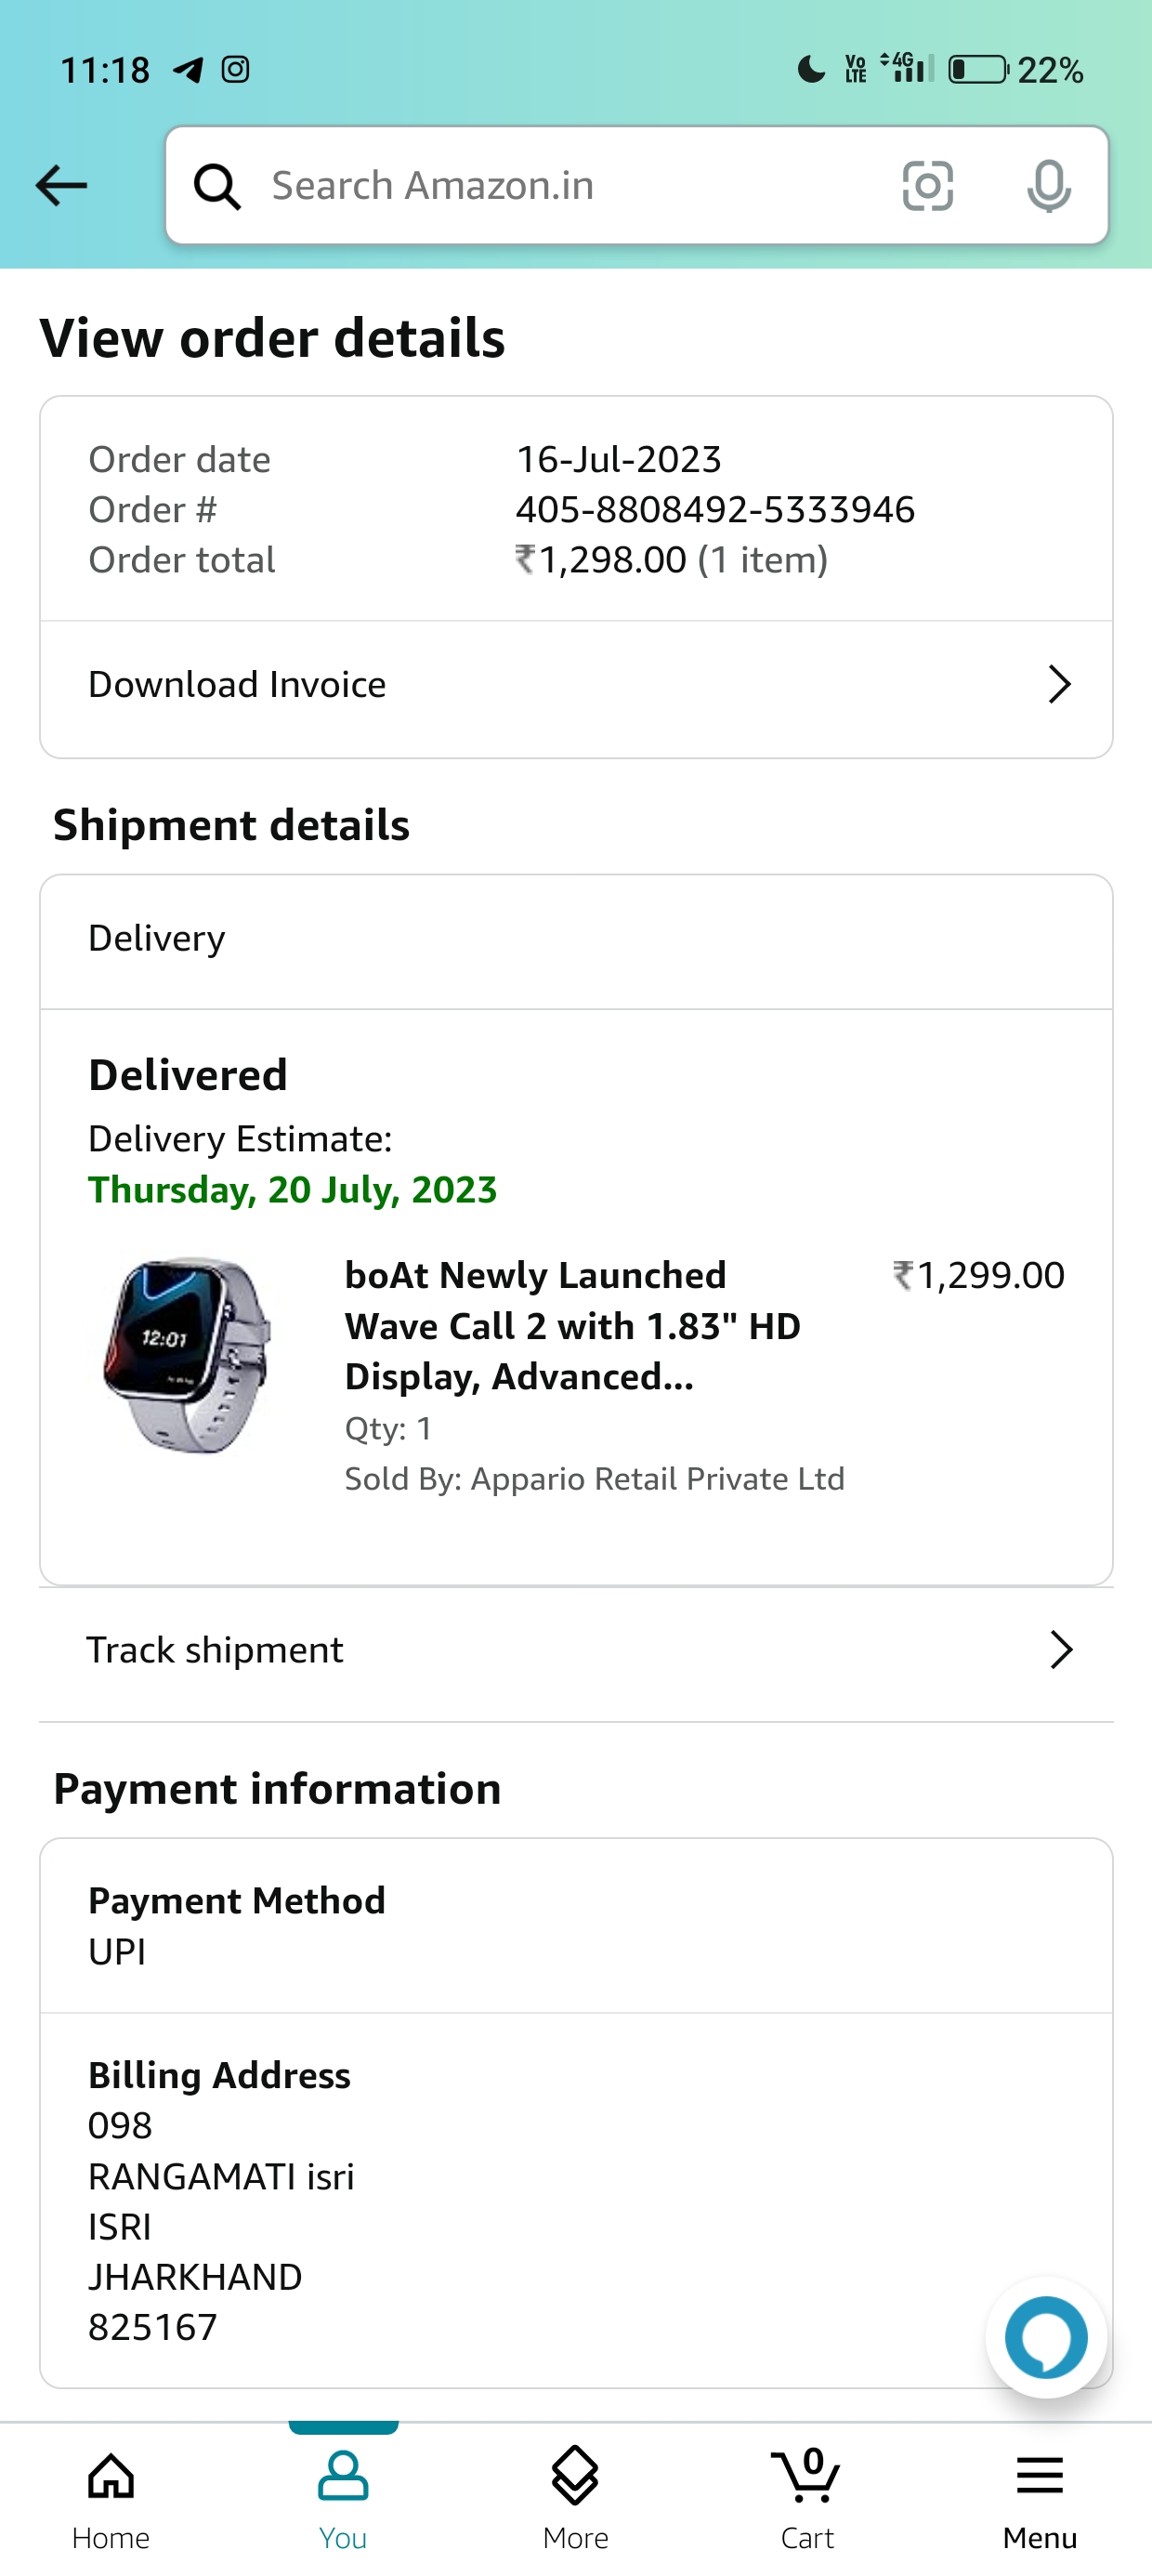 11:18 VoLTE 4G 22%
Search Amazon.in
View order details
Order date 16-Jul-2023
Order # 405-8808492-5333946
Order total ₹1,298.00 (1 item)
Download Invoice
Shipment details
Delivery
Delivered
Delivery Estimate:
Thursday, 20 July, 2023
12:01
boAt Newly Launched ₹1,299.00
Wave Call 2 with 1.83" HD
Display, Advanced...
Qty: 1
Sold By: Appario Retail Private Ltd
Track shipment
Payment information
Payment Method
UPI
Billing Address
098
RANGAMATI isri
ISRI
JHARKHAND
825167
0
Home You More Cart Menu